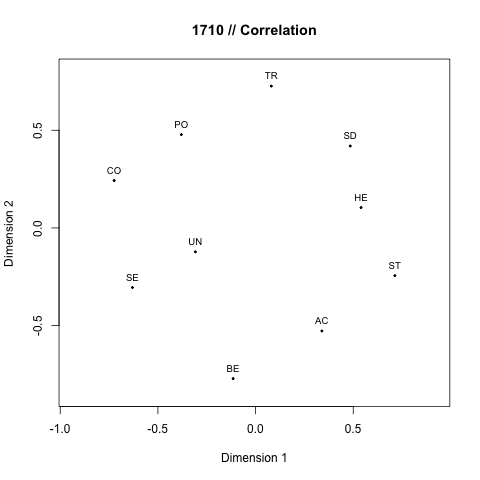 1710 // Correlation
TR
PO
SD
CO
HE
UN
ST
SE
AC
BE
Dimension 2
0.5
0.0
-0.5
-1.0 -0.5 0.0 0.5
Dimension 1